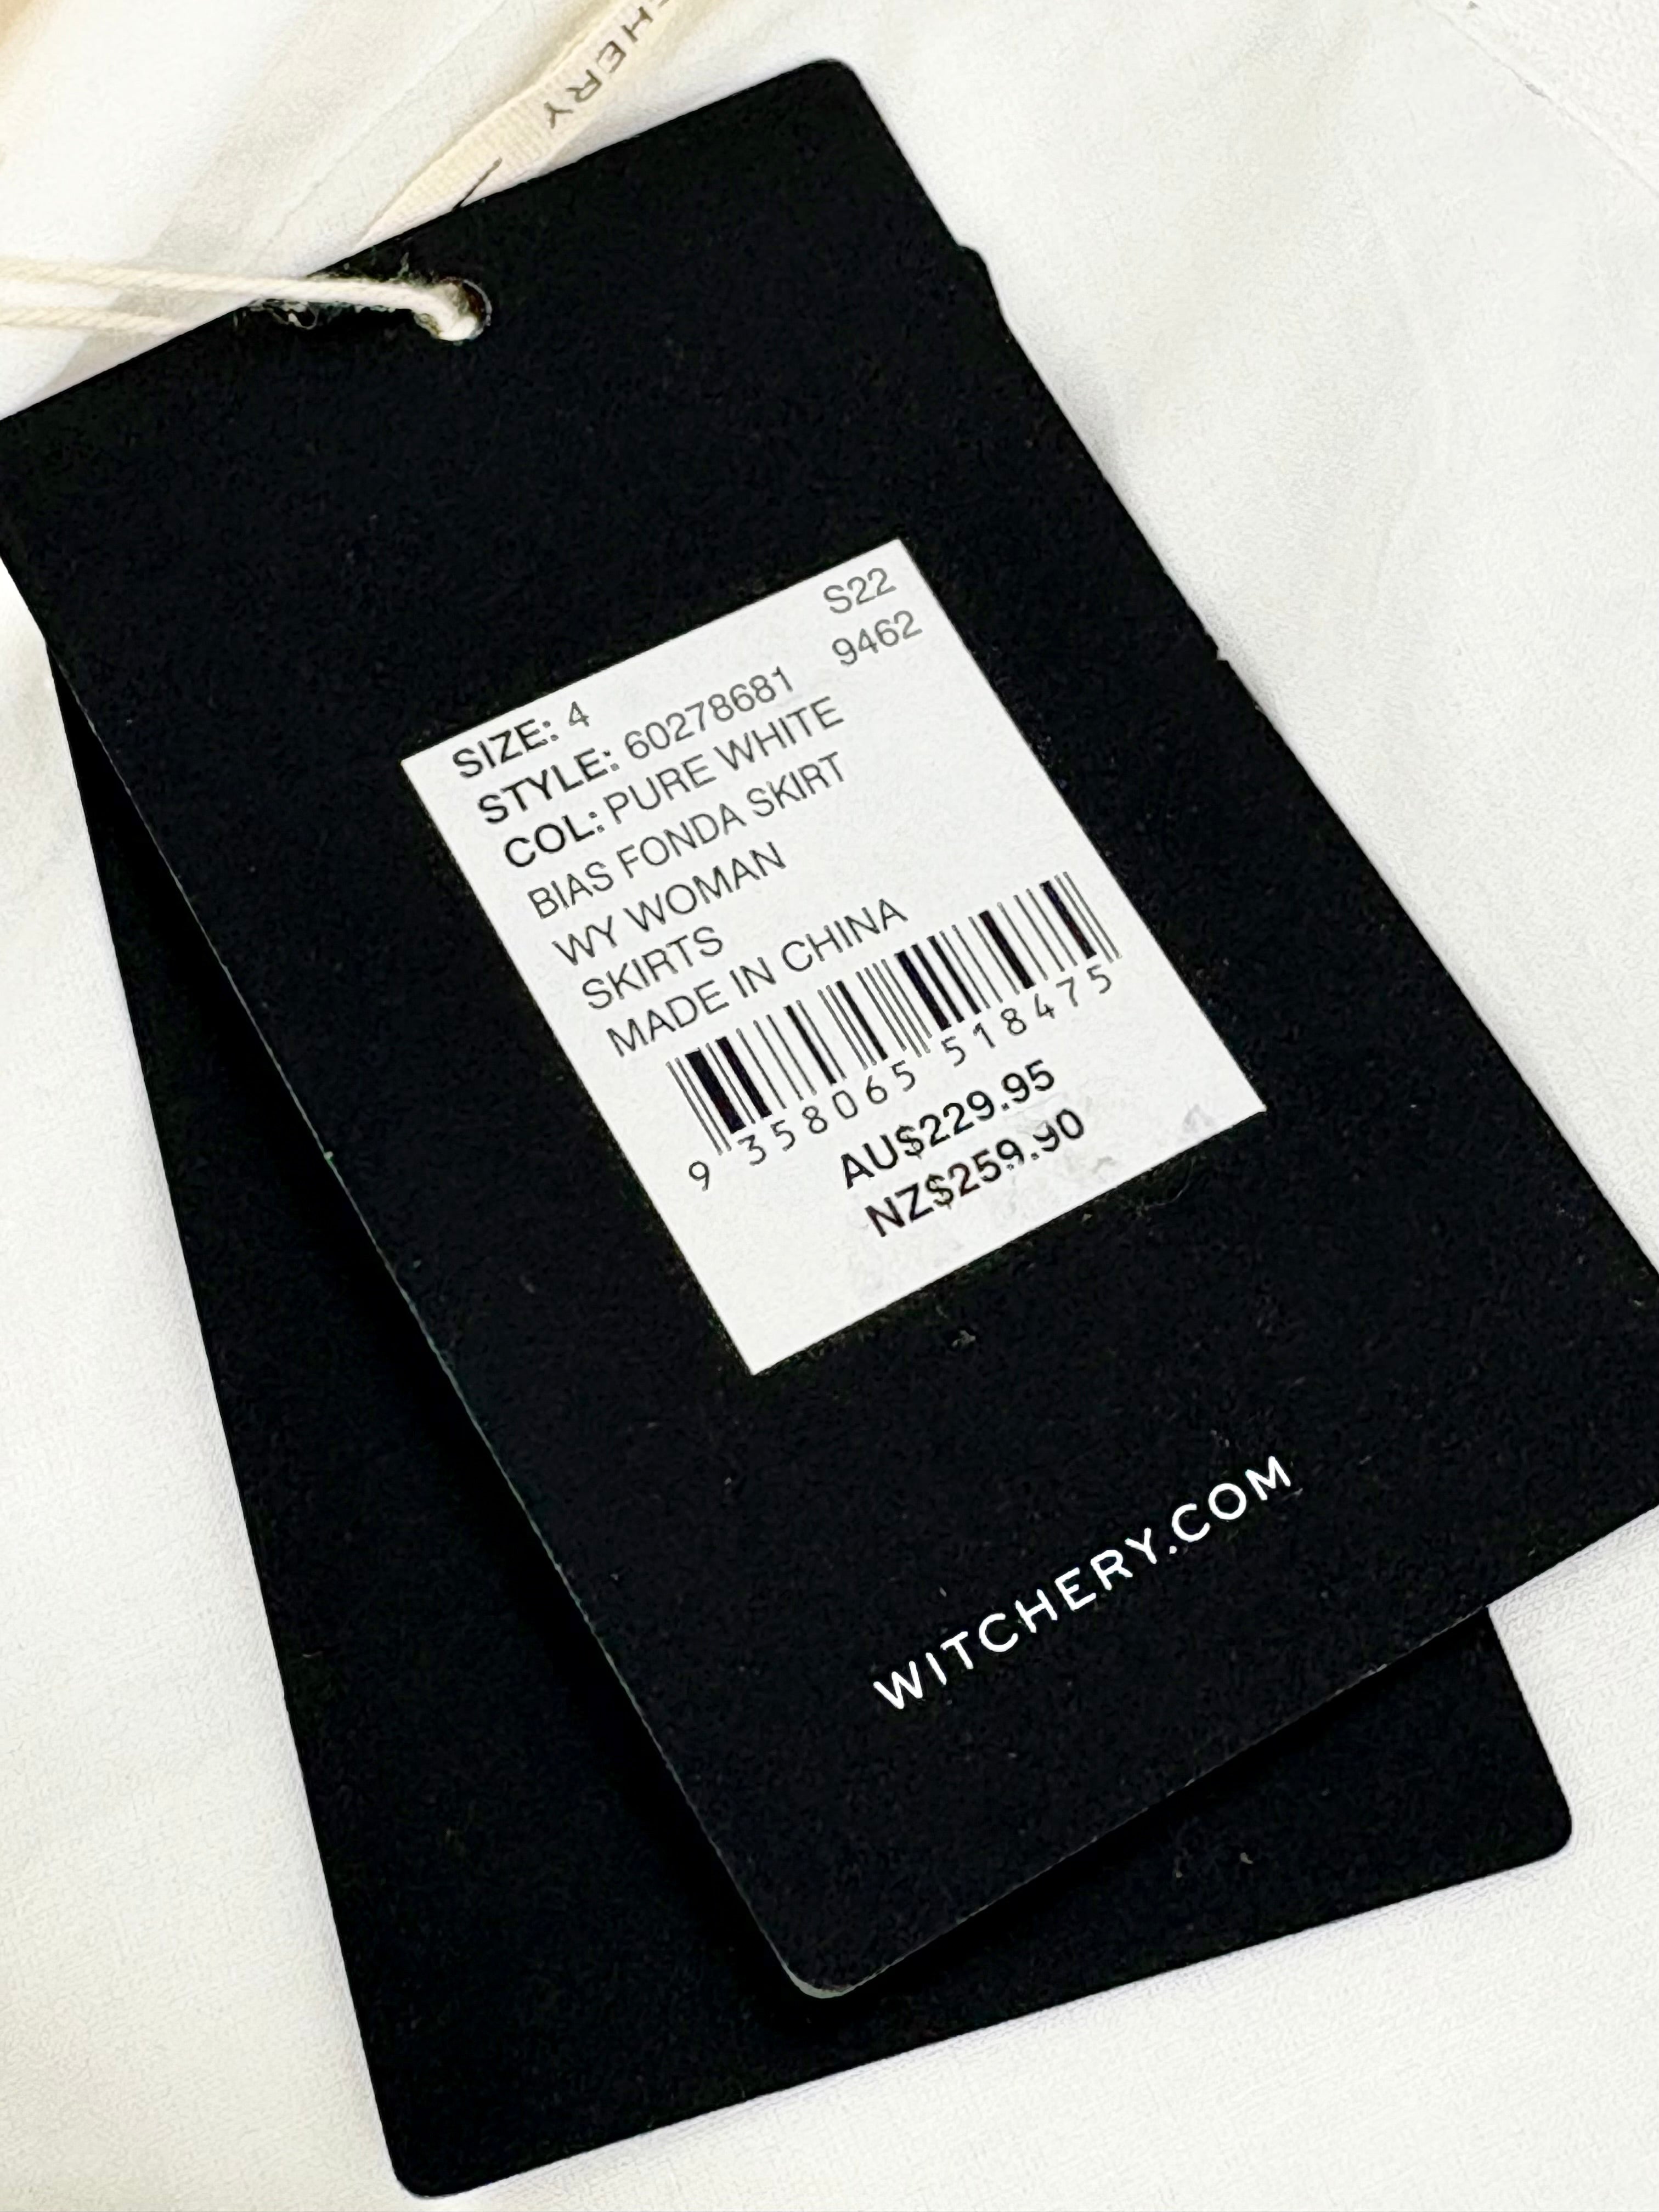 HERY
S22
SIZE: 4 9462
STYLE: 60278681
COL: PURE WHITE
BIAS FONDA SKIRT
WY WOMAN
SKIRTS
MADE IN CHINA
9 358065 518475
AU$229.95
NZ$259.90
WITCHERY.COM